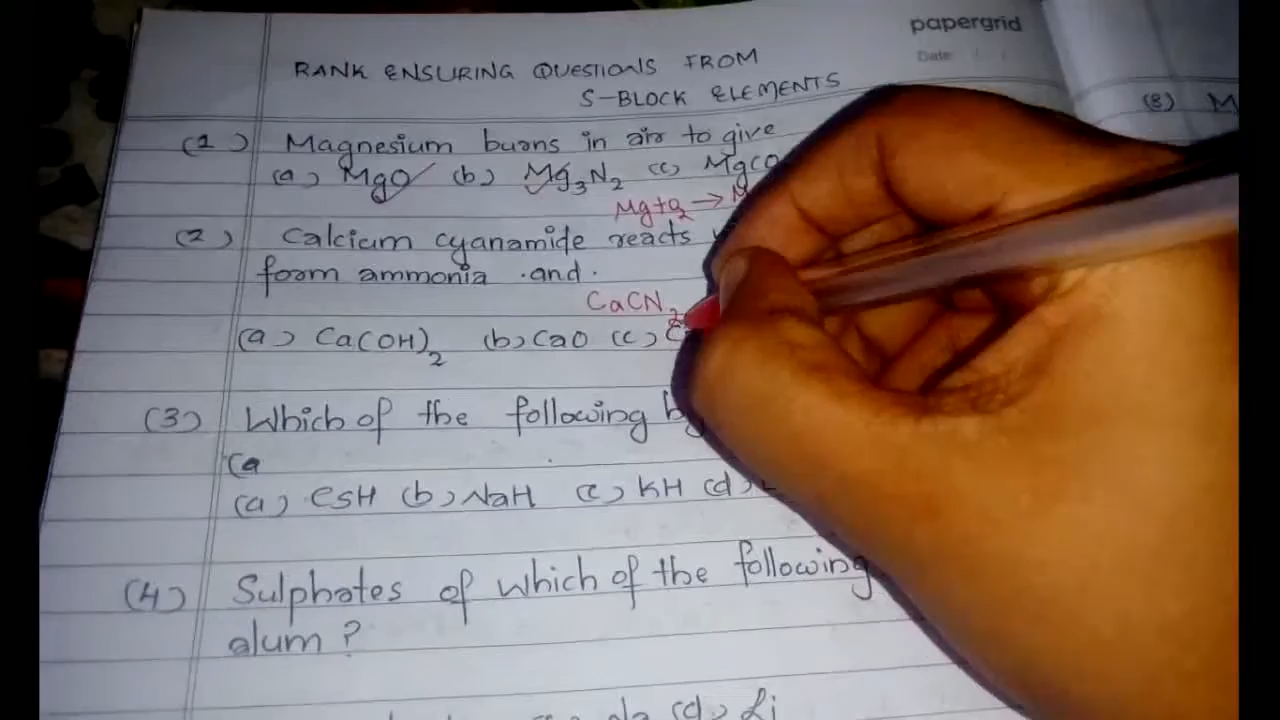 papergrid
Date: / /
RANK ENSURING QUESTIONS FROM
S-BLOCK ELEMENTS
(8) M
(1) Magnesium burns in air to give
(a) MgO (b) Mg3N2 (c) MgCO
Mg+O2 →
(2) Calcium cyanamide reacts
form ammonia and.
CaCN2
(a) Ca(OH)2 (b) CaO (c)
(3) Which of the following
(a
(a) CsH (b) NaH (c) KH (d)
(4) Sulphates of which of the following
alum?
(d) Li